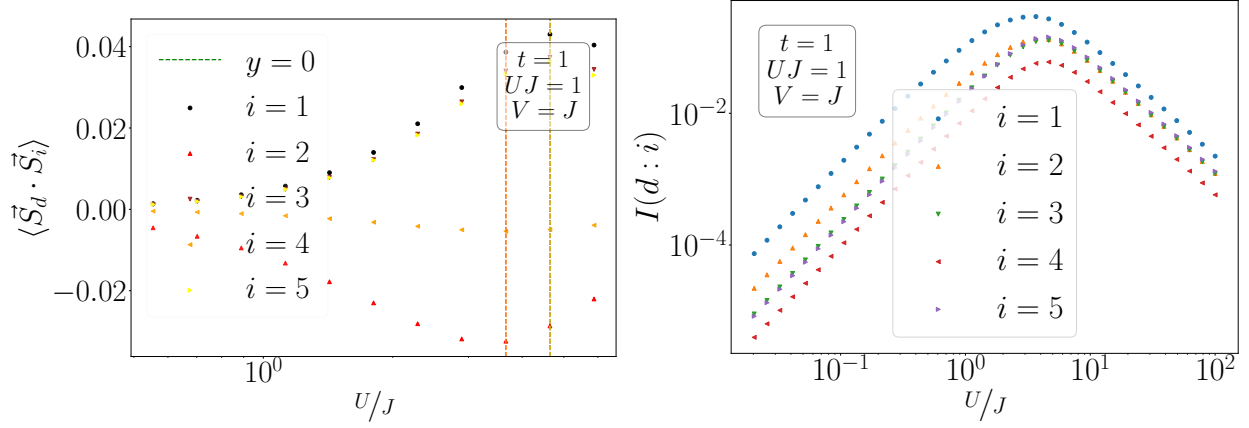 0.04
0.02
0.00
−0.02
⟨S⃗_d · S⃗_i⟩
y = 0
i = 1
i = 2
i = 3
i = 4
i = 5
t = 1
UJ = 1
V = J
10^0
U/J
10^{-2}
10^{-4}
I(d : i)
t = 1
UJ = 1
V = J
i = 1
i = 2
i = 3
i = 4
i = 5
10^{-1} 10^0 10^1 10^2
U/J